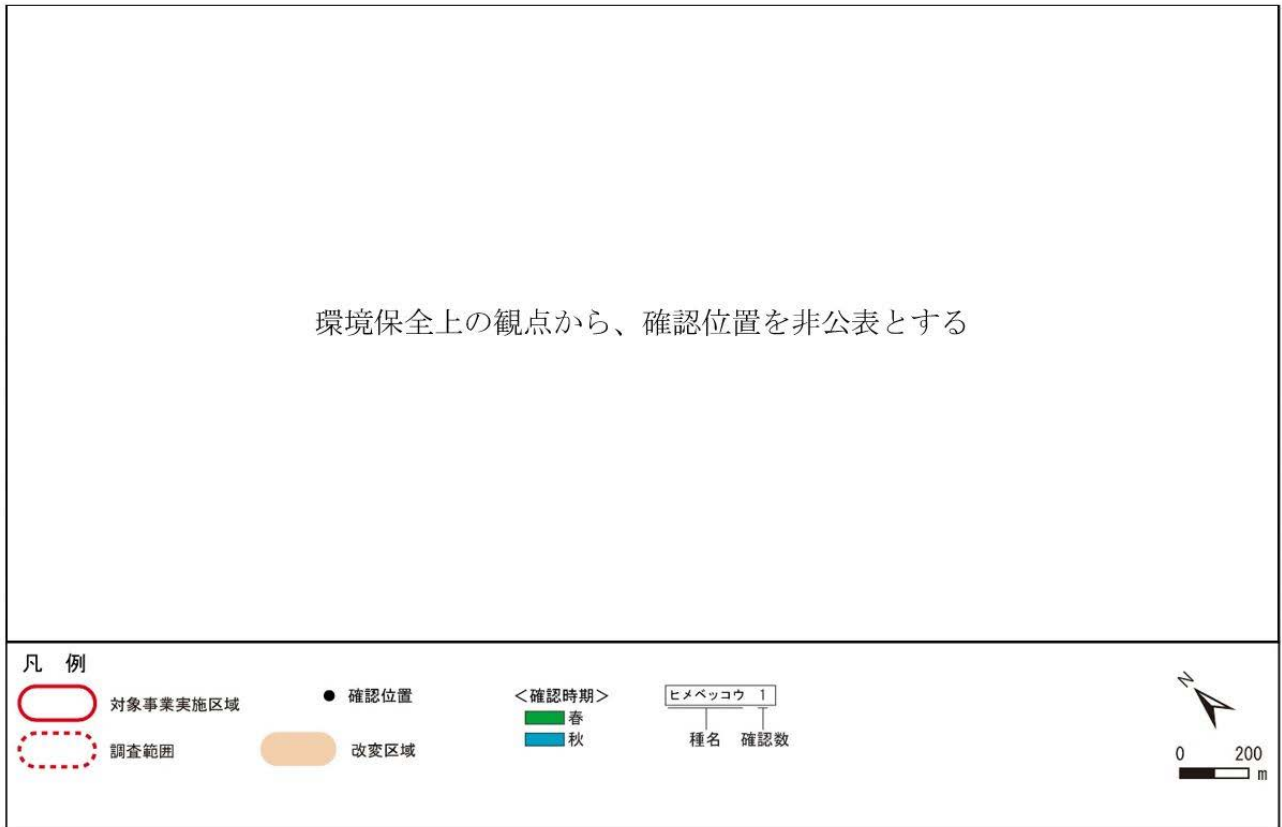 環境保全上の観点から、確認位置を非公表とする
凡 例
対象事業実施区域
調査範囲
● 確認位置
改変区域
＜確認時期＞
春
秋
ヒメベッコウ 1
種名 確認数
N
0 200
m